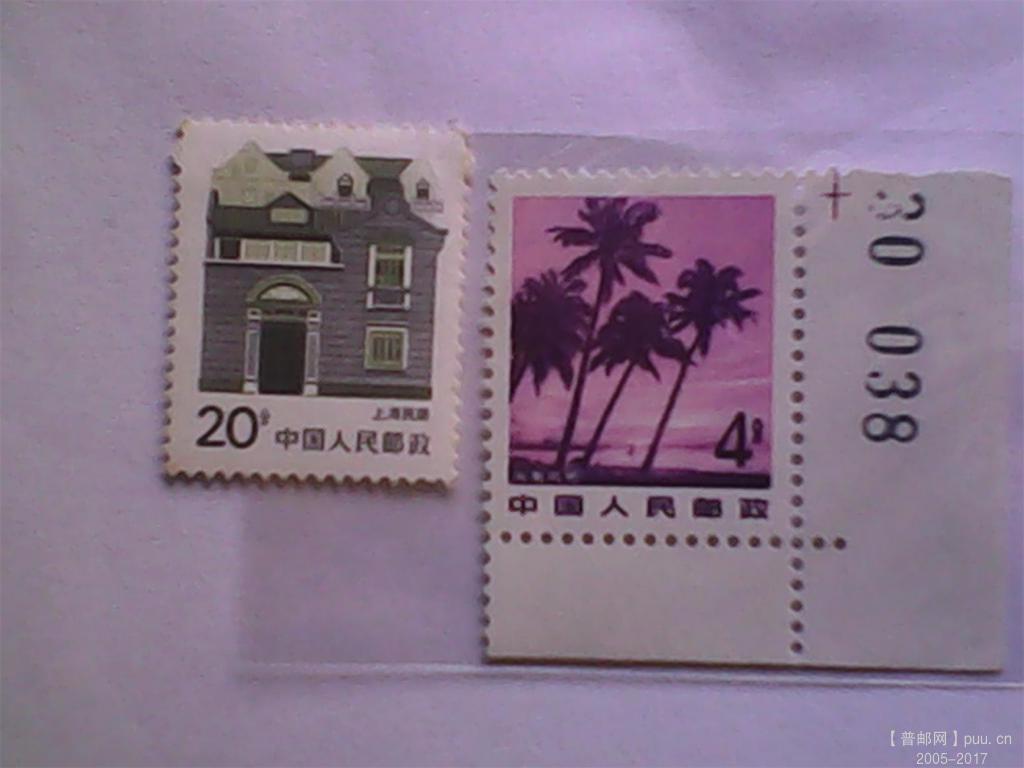 上海民居
20分
中国人民邮政
4分
中国人民邮政
30 038
【普邮网】puu.cn
2005-2017